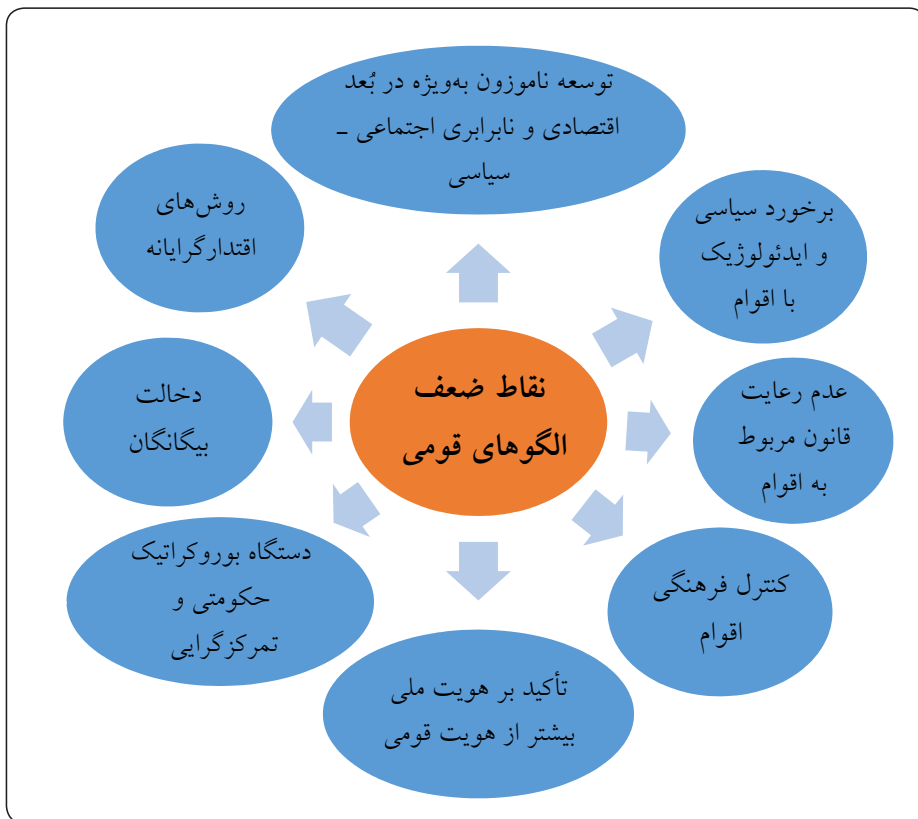 توسعه ناموزون به‌ویژه در بُعد
اقتصادی و نابرابری اجتماعی –
سیاسی
برخورد سیاسی
و ایدئولوژیک
با اقوام
عدم رعایت
قانون مربوط
به اقوام
کنترل فرهنگی
اقوام
تأکید بر هویت ملی
بیشتر از هویت قومی
دستگاه بوروکراتیک
حکومتی و
تمرکزگرایی
دخالت
بیگانگان
روش‌های
اقتدارگرایانه
نقاط ضعف
الگوهای قومی